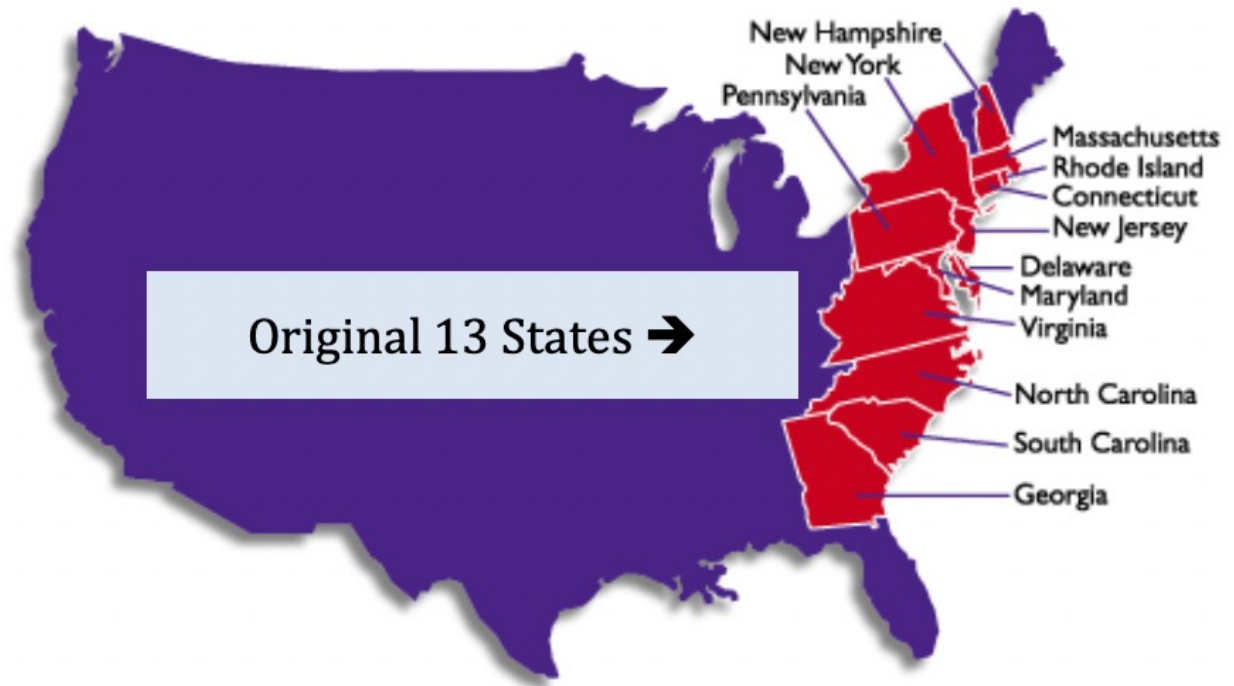 New Hampshire
New York
Pennsylvania
Massachusetts
Rhode Island
Connecticut
New Jersey
Delaware
Maryland
Virginia
Original 13 States ➔
North Carolina
South Carolina
Georgia